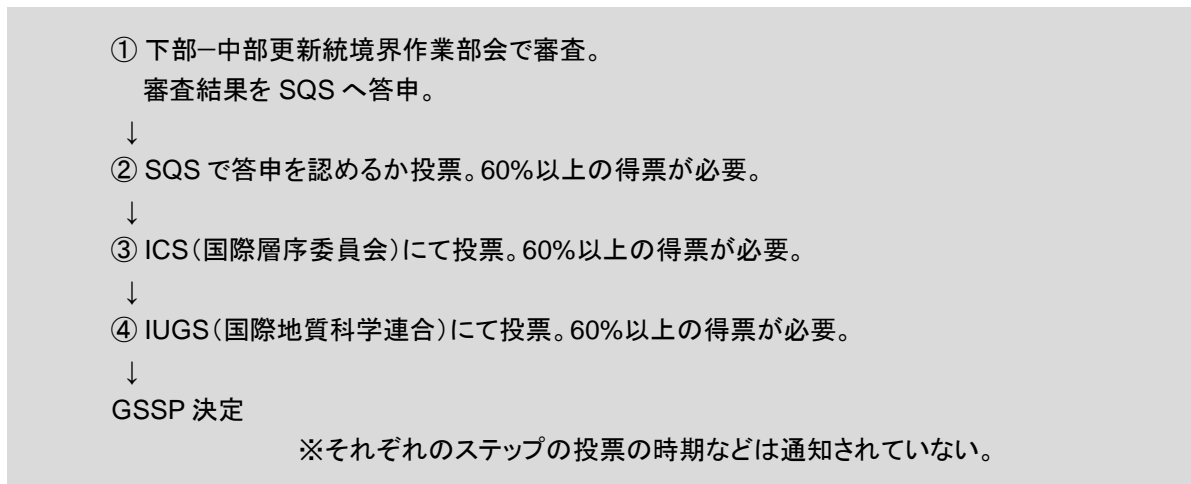 ① 下部−中部更新統境界作業部会で審査。
審査結果を SQS へ答申。
↓
② SQS で答申を認めるか投票。60%以上の得票が必要。
↓
③ ICS（国際層序委員会）にて投票。60%以上の得票が必要。
↓
④ IUGS（国際地質科学連合）にて投票。60%以上の得票が必要。
↓
GSSP 決定
※それぞれのステップの投票の時期などは通知されていない。